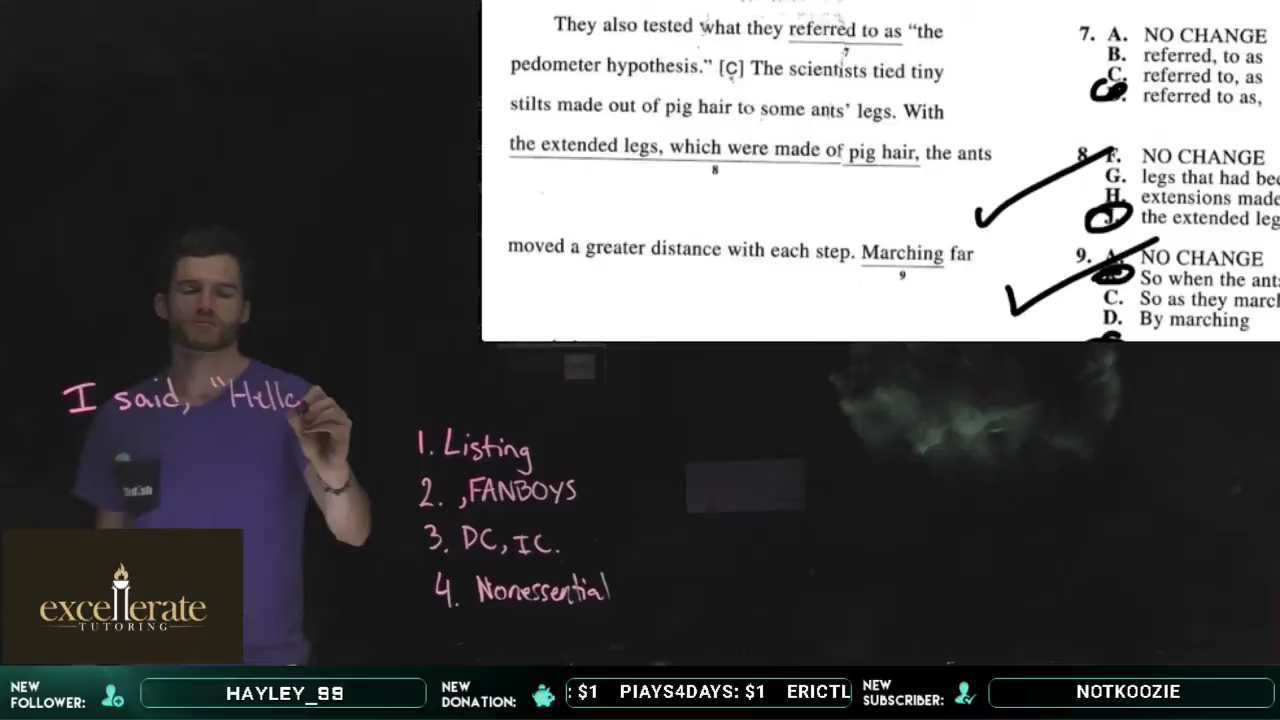 They also tested what they referred to as “the
7
pedometer hypothesis.” [C] The scientists tied tiny
stilts made out of pig hair to some ants’ legs. With
the extended legs, which were made of pig hair, the ants
8
moved a greater distance with each step. Marching far
9
7. A. NO CHANGE
B. referred, to as
C. referred to, as
referred to as,
8. F. NO CHANGE
G. legs that had
H. extensions made
J. the extended
9. A. NO CHANGE
So when the
C. So as they
D. By marching
I said, "Hello
1. Listing
2. ,FANBOYS
3. DC, IC.
4. Nonessential
excellerate
TUTORING
NEW
FOLLOWER:
HAYLEY_99
NEW
DONATION:
: $1 PIAYS4DAYS: $1 ERICTL
NEW
SUBSCRIBER:
NOTKOOZIE